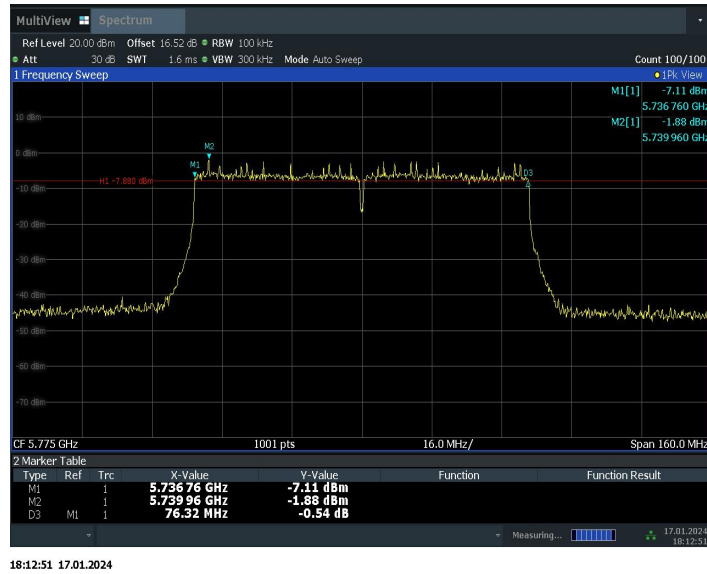 MultiView Spectrum
Ref Level 20.00 dBm Offset 16.52 dB RBW 100 kHz
Att 30 dB SWT 1.6 ms VBW 300 kHz Mode Auto Sweep Count 100/100
1 Frequency Sweep 1Pk View
M1[1] -7.11 dBm
5.736 760 GHz
10 dBm
M2[1] -1.88 dBm
5.739 960 GHz
M2
0 dBm
M1
D3
H1 -7.880 dBm
-10 dBm
-20 dBm
-30 dBm
-40 dBm
-50 dBm
-60 dBm
-70 dBm
CF 5.775 GHz 1001 pts 16.0 MHz/ Span 160.0 MHz
2 Marker Table
Type Ref Trc X-Value Y-Value Function Function Result
M1 1 5.736 76 GHz -7.11 dBm
M2 1 5.739 96 GHz -1.88 dBm
D3 M1 1 76.32 MHz -0.54 dB
Measuring... 17.01.2024
18:12:51
18:12:51 17.01.2024